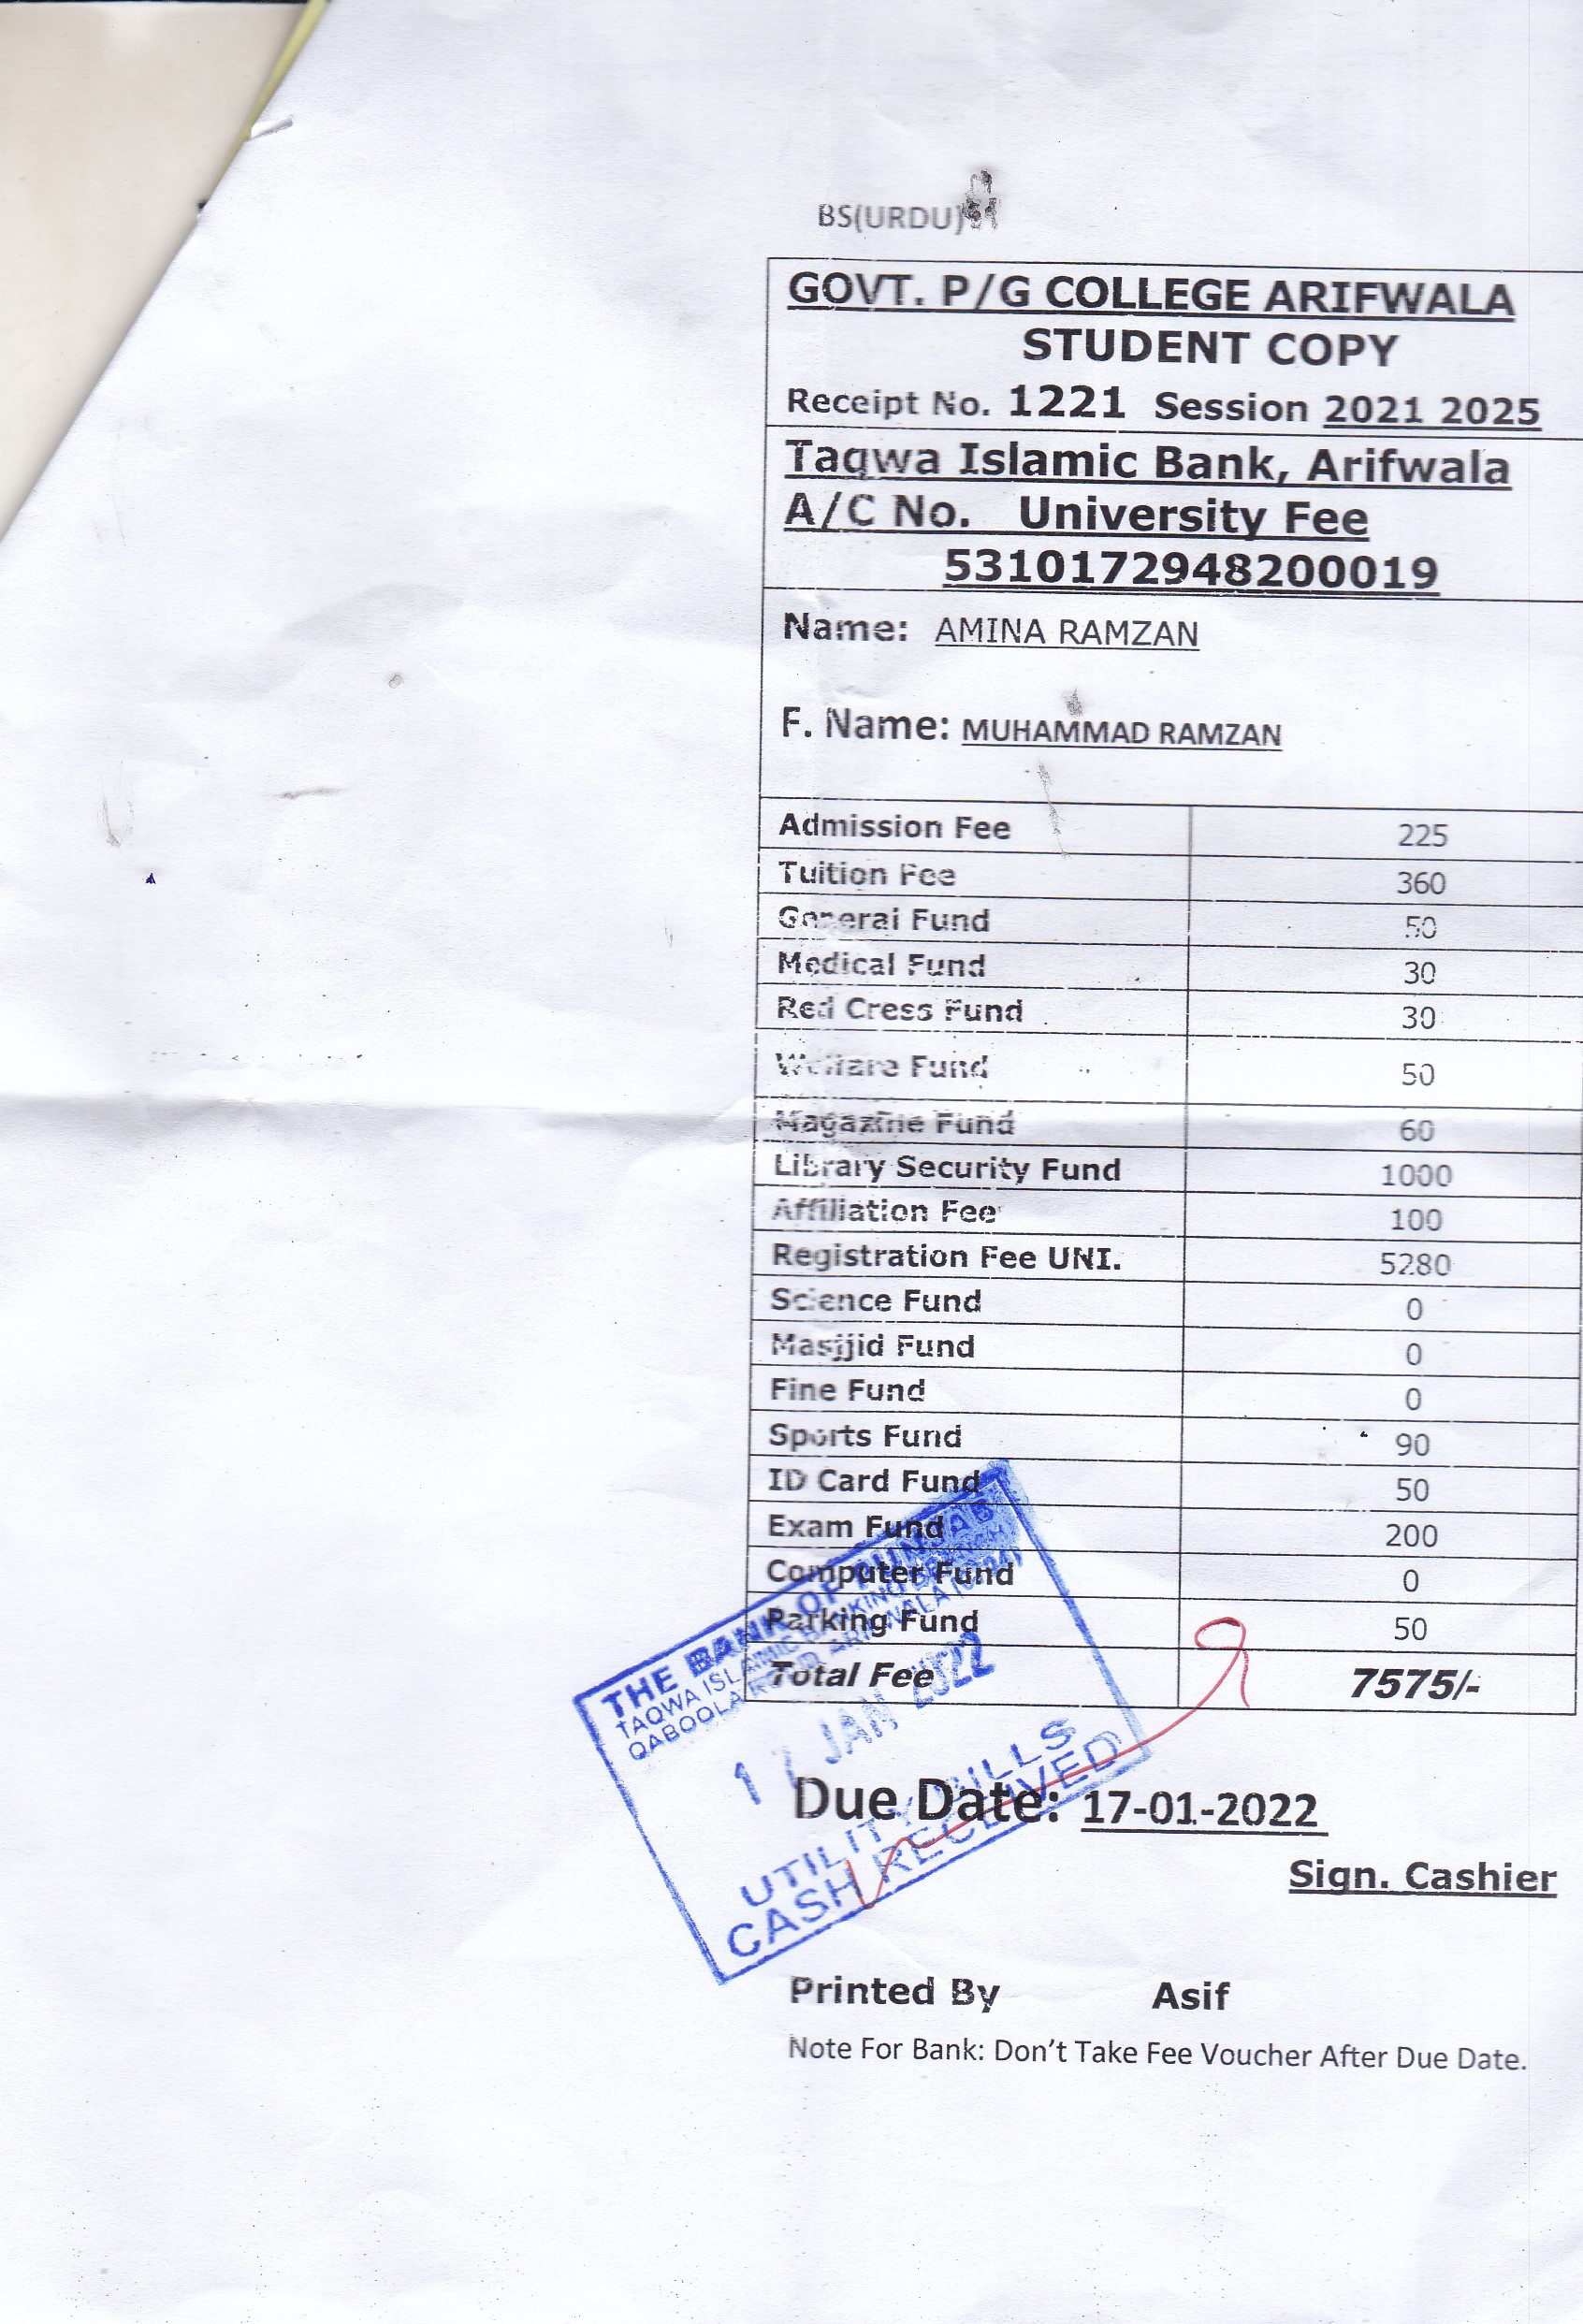 BS(URDU)
GOVT. P/G COLLEGE ARIFWALA
STUDENT COPY
Receipt No. 1221 Session 2021 2025
Taqwa Islamic Bank, Arifwala
A/C No. University Fee
5310172948200019
Name: AMINA RAMZAN
F. Name: MUHAMMAD RAMZAN
Admission Fee 225
Tuition Fee 360
General Fund 50
Medical Fund 30
Red Cress Fund 30
Welfare Fund 50
Magazine Fund 60
Library Security Fund 1000
Affiliation Fee 100
Registration Fee UNI. 5280
Science Fund 0
Masjjid Fund 0
Fine Fund 0
Sports Fund 90
ID Card Fund 50
Exam Fund 200
Computer Fund 0
Parking Fund 50
Total Fee 7575/-
THE BANK OF PUNJAB
TAQWA ISLAMIC BANKING BRANCH
QABOOLA ROAD ARIFWALA
17 JAN 2022
UTILITY BILLS
CASH RECEIVED
Due Date: 17-01-2022
Sign. Cashier
Printed By Asif
Note For Bank: Don't Take Fee Voucher After Due Date.